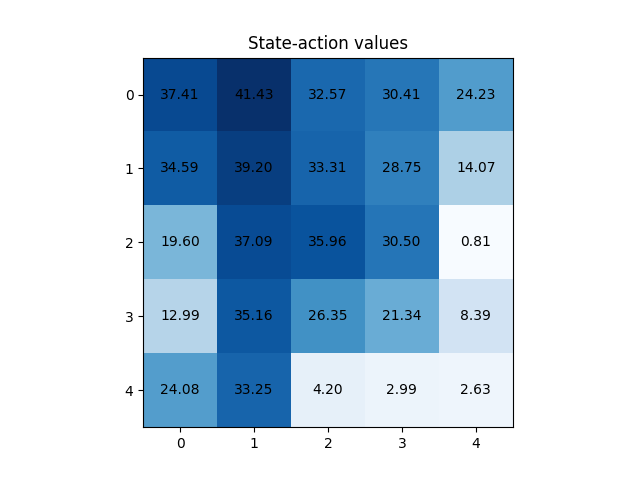 State-action values
0 37.41 41.43 32.57 30.41 24.23
1 34.59 39.20 33.31 28.75 14.07
2 19.60 37.09 35.96 30.50 0.81
3 12.99 35.16 26.35 21.34 8.39
4 24.08 33.25 4.20 2.99 2.63
0 1 2 3 4